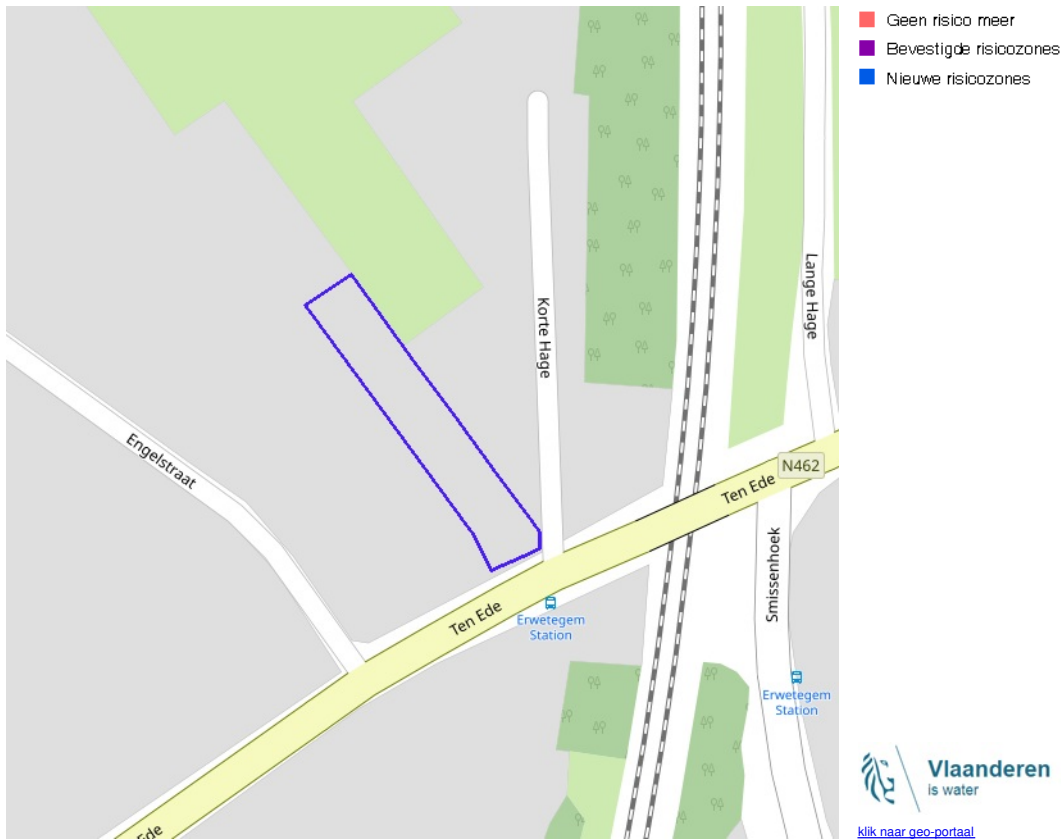 Geen risico meer
Bevestigde risicozones
Nieuwe risicozones
Korte Hage
Lange Hage
Engelstraat
N462
Ten Ede
Ten Ede
Smissenhoek
Erwetegem
Station
Erwetegem
Station
Ede
Vlaanderen
is water
klik naar geo-portaal